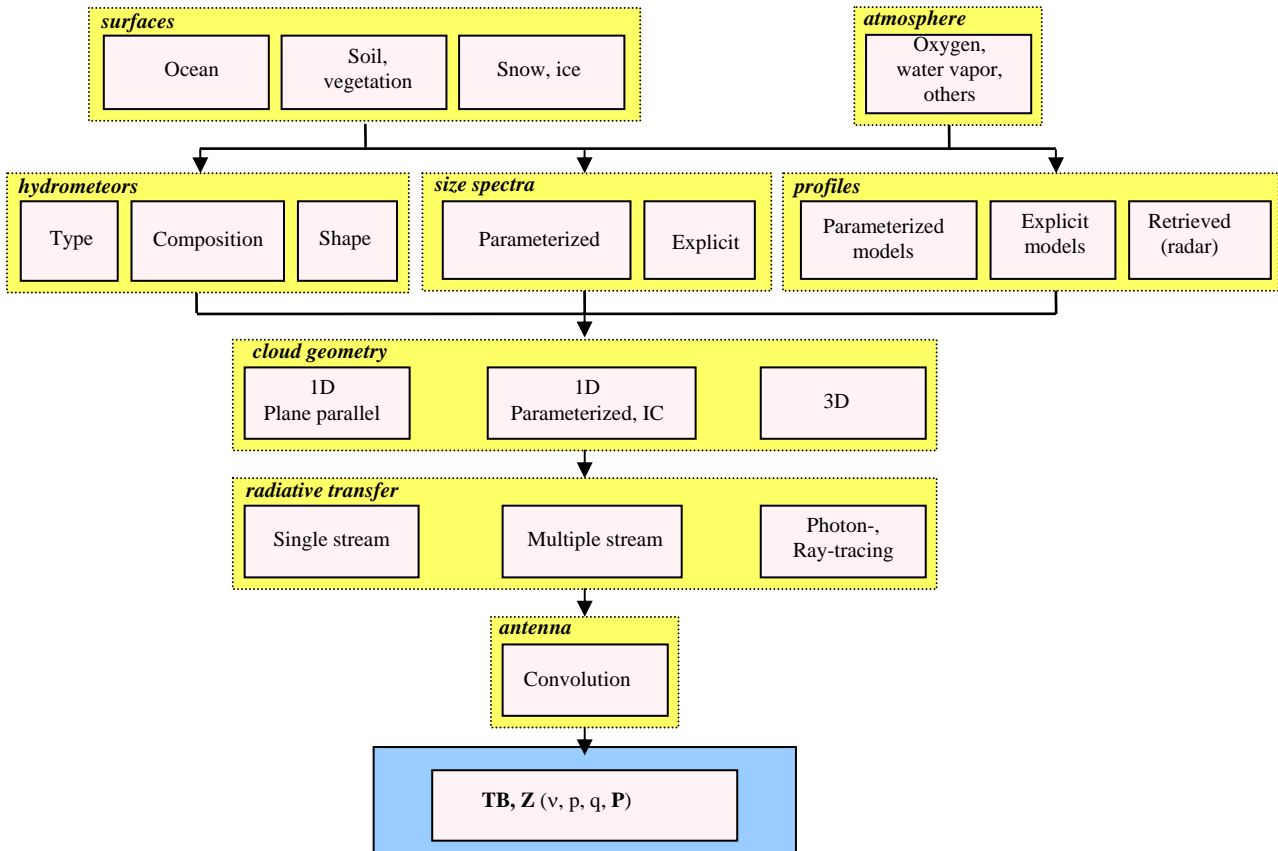 surfaces
Ocean
Soil,
vegetation
Snow, ice
atmosphere
Oxygen,
water vapor,
others
hydrometeors
Type
Composition
Shape
size spectra
Parameterized
Explicit
profiles
Parameterized
models
Explicit
models
Retrieved
(radar)
cloud geometry
1D
Plane parallel
1D
Parameterized, IC
3D
radiative transfer
Single stream
Multiple stream
Photon-,
Ray-tracing
antenna
Convolution
TB, Z (ν, p, q, P)